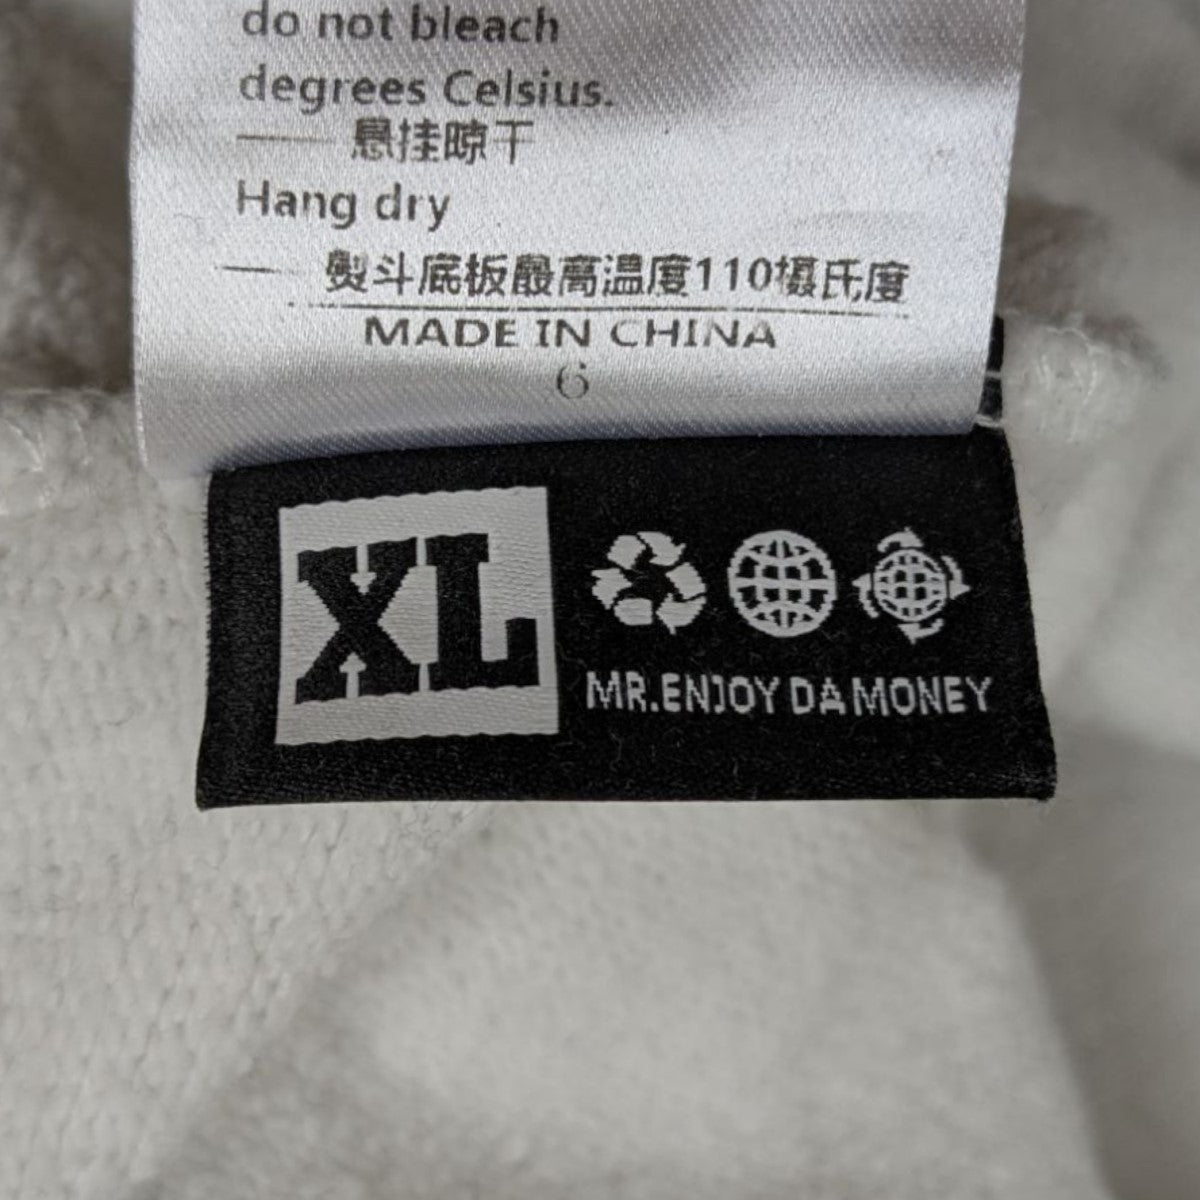 do not bleach
degrees Celsius.
悬挂晾干
Hang dry
熨斗底板最高温度110摄氏度
MADE IN CHINA
6
XL
MR.ENJOY DA MONEY